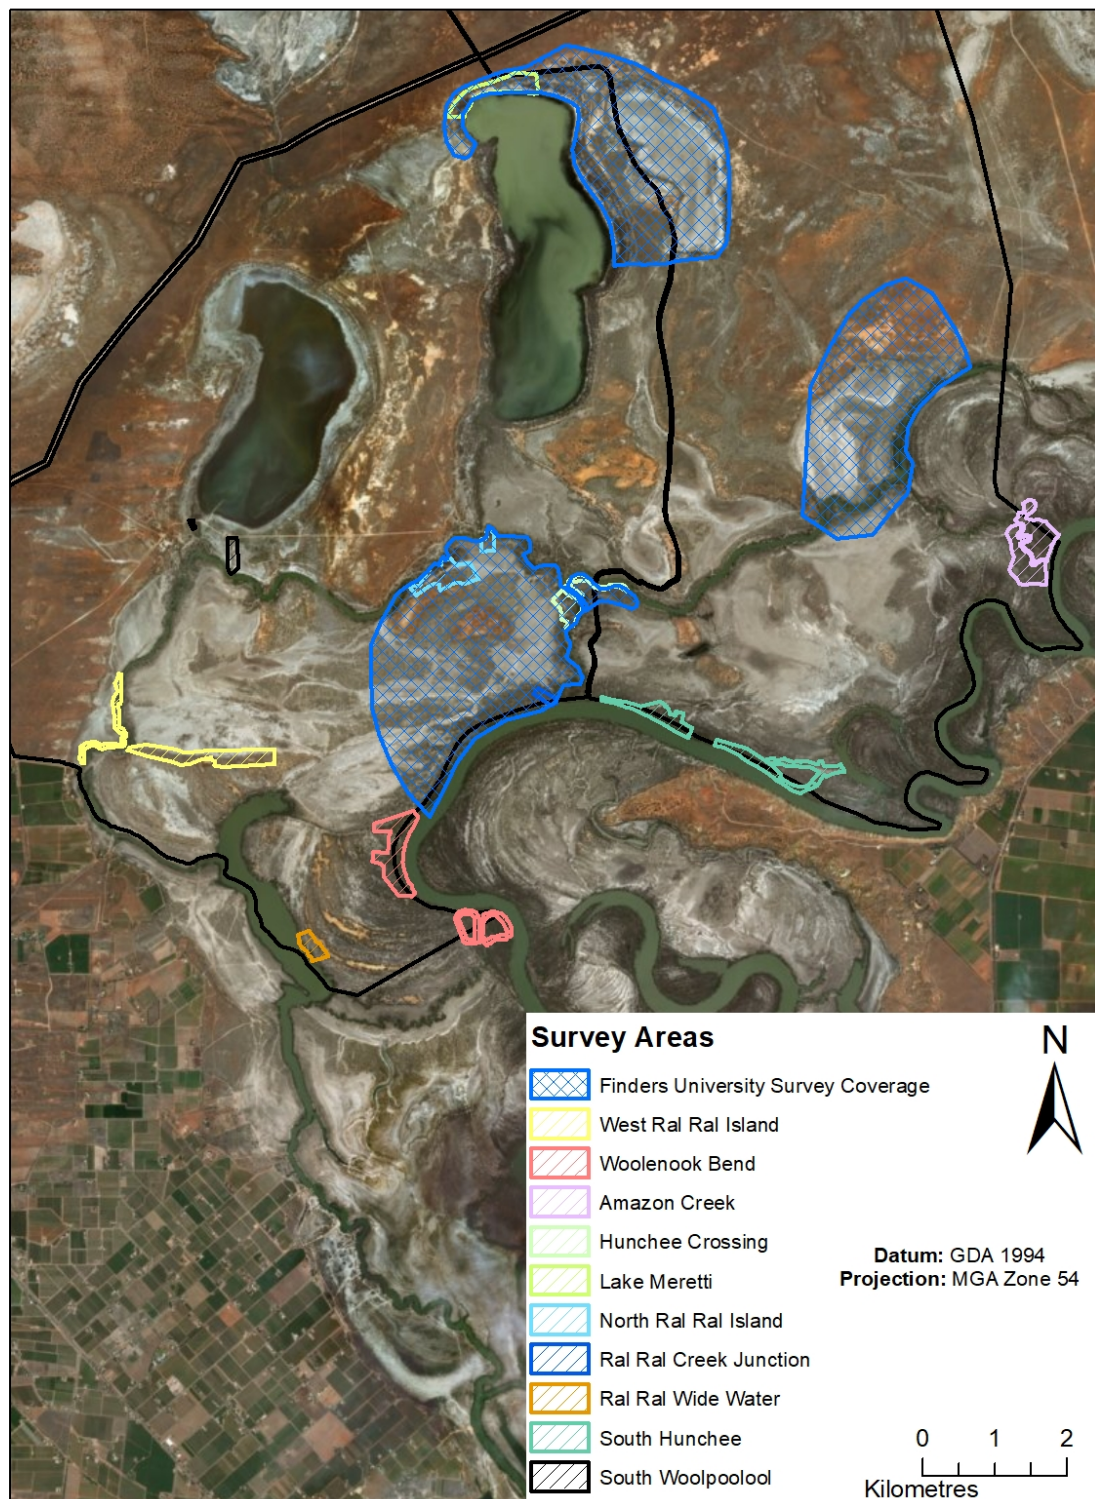 Survey Areas
Finders University Survey Coverage
West Ral Ral Island
Woolenook Bend
Amazon Creek
Hunchee Crossing
Lake Meretti
North Ral Ral Island
Ral Ral Creek Junction
Ral Ral Wide Water
South Hunchee
South Woolpoolool
N
Datum: GDA 1994
Projection: MGA Zone 54
0 1 2
Kilometres